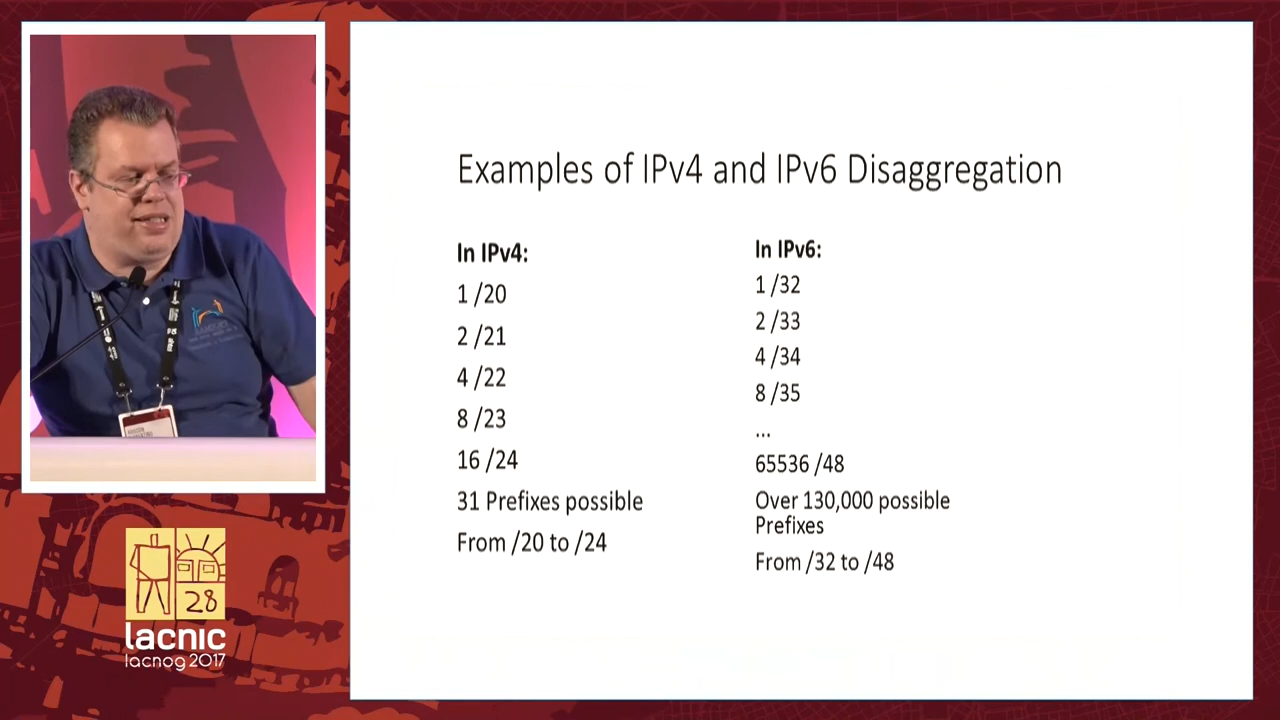 Examples of IPv4 and IPv6 Disaggregation
In IPv4:
1 /20
2 /21
4 /22
8 /23
16 /24
31 Prefixes possible
From /20 to /24
In IPv6:
1 /32
2 /33
4 /34
8 /35
...
65536 /48
Over 130,000 possible
Prefixes
From /32 to /48
28
lacnic
lacnog 2017